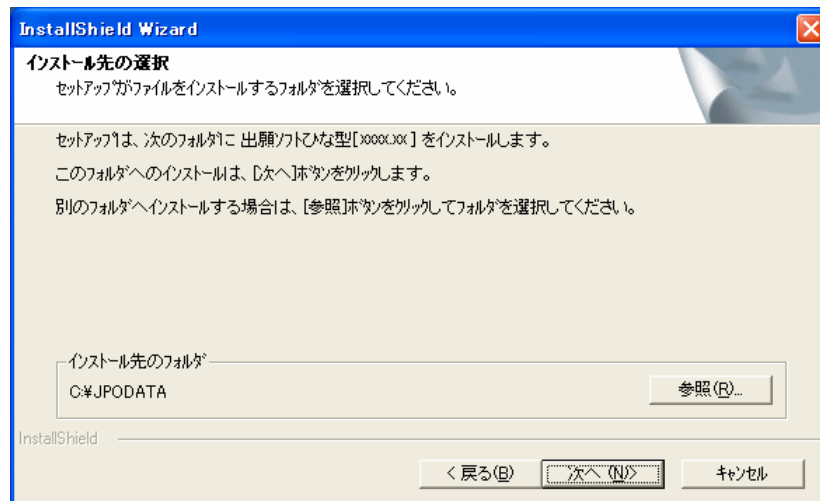 InstallShield Wizard
インストール先の選択
セットアップがファイルをインストールするフォルダを選択してください。
セットアップは、次のフォルダに 出願ソフトひな型[xxxx.xx] をインストールします。
このフォルダへのインストールは、[次へ]ボタンをクリックします。
別のフォルダへインストールする場合は、[参照]ボタンをクリックしてフォルダを選択してください。
インストール先のフォルダ
C:¥JPODATA
参照(R)...
InstallShield
< 戻る(B)
次へ (N)>
キャンセル